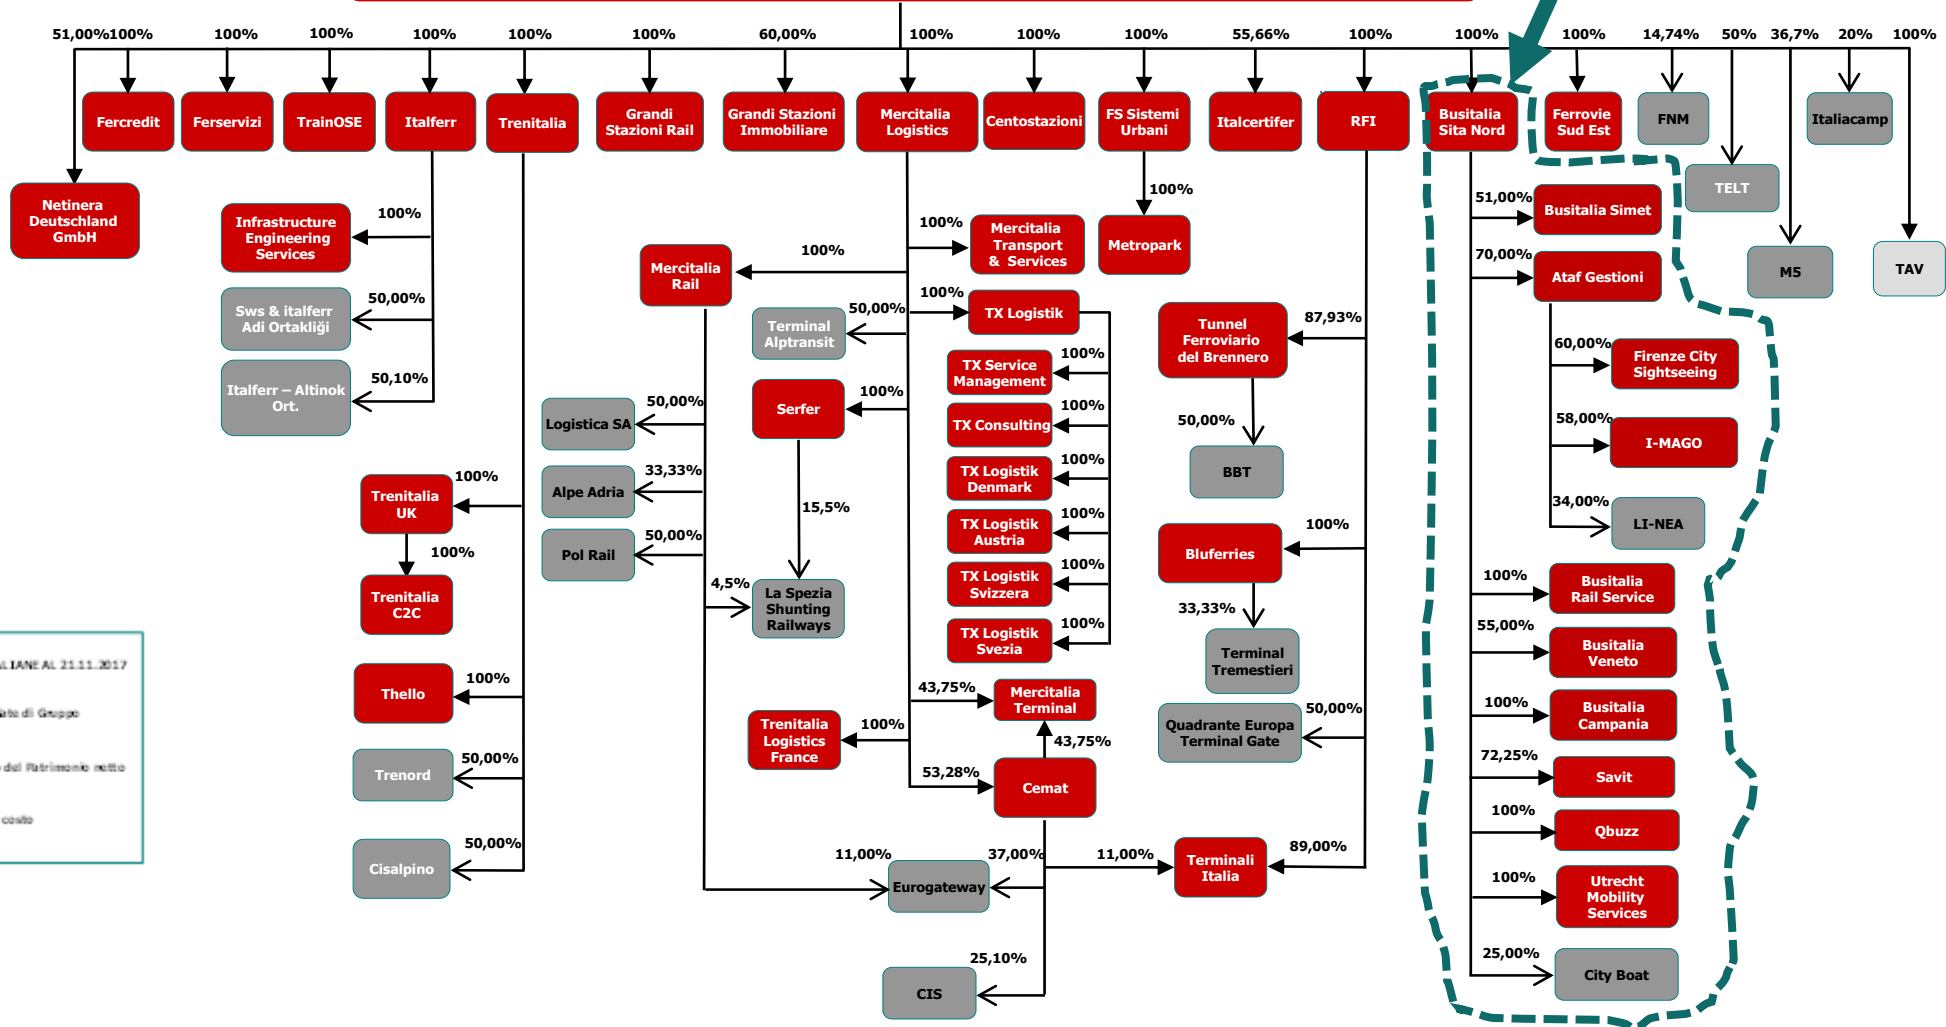 51,00%
100%
100%
100%
100%
100%
100%
60,00%
100%
100%
100%
55,66%
100%
100%
100%
14,74%
50%
36,7%
20%
100%
Fercredit
Ferservizi
TrainOSE
Italferr
Trenitalia
Grandi
Stazioni Rail
Grandi Stazioni
Immobiliare
Mercitalia
Logistics
Centostazioni
FS Sistemi
Urbani
Italcertifer
RFI
Busitalia
Sita Nord
Ferrovie
Sud Est
FNM
Italiacamp
TELT
M5
TAV
Netinera
Deutschland
GmbH
100%
Infrastructure
Engineering
Services
50,00%
Sws & italferr
Adi Ortakliği
50,10%
Italferr – Altinok
Ort.
100%
Trenitalia
UK
100%
Trenitalia
C2C
100%
Thello
50,00%
Trenord
50,00%
Cisalpino
100%
Mercitalia
Rail
50,00%
Logistica SA
33,33%
Alpe Adria
50,00%
Pol Rail
4,5%
La Spezia
Shunting
Railways
50,00%
Terminal
Alptransit
100%
Serfer
15,5%
100%
Trenitalia
Logistics
France
100%
Mercitalia
Transport
& Services
100%
TX Logistik
100%
TX Service
Management
100%
TX Consulting
100%
TX Logistik
Denmark
100%
TX Logistik
Austria
100%
TX Logistik
Svizzera
100%
TX Logistik
Svezia
43,75%
Mercitalia
Terminal
43,75%
53,28%
Cemat
11,00%
Eurogateway
37,00%
11,00%
Terminali
Italia
89,00%
25,10%
CIS
100%
Metropark
87,93%
Tunnel
Ferroviario
del Brennero
50,00%
BBT
100%
Bluferries
33,33%
Terminal
Tremestieri
50,00%
Quadrante Europa
Terminal Gate
51,00%
Busitalia Simet
70,00%
Ataf Gestioni
60,00%
Firenze City
Sightseeing
58,00%
I-MAGO
34,00%
LI-NEA
100%
Busitalia
Rail Service
55,00%
Busitalia
Veneto
100%
Busitalia
Campania
72,25%
Savit
100%
Qbuzz
100%
Utrecht
Mobility
Services
25,00%
City Boat
AL 21.11.2017
di Gruppo
del Patrimonio netto
costo